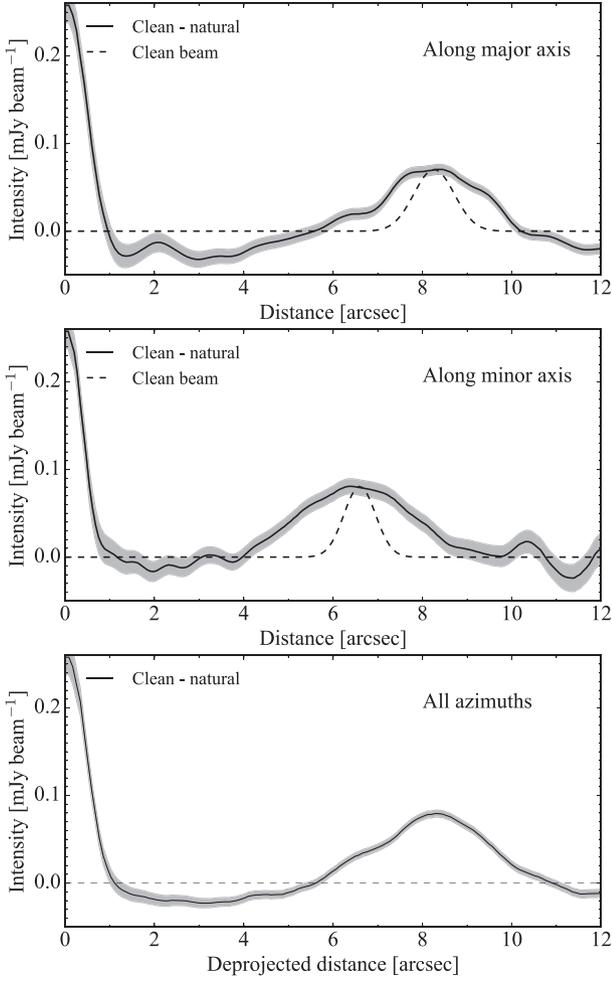 Clean - natural
Clean beam
Along major axis
0.2
0.1
0.0
Intensity [mJy beam⁻¹]
0 2 4 6 8 10 12
Distance [arcsec]
Clean - natural
Clean beam
Along minor axis
0.2
0.1
0.0
Intensity [mJy beam⁻¹]
0 2 4 6 8 10 12
Distance [arcsec]
Clean - natural
All azimuths
0.2
0.1
0.0
Intensity [mJy beam⁻¹]
0 2 4 6 8 10 12
Deprojected distance [arcsec]